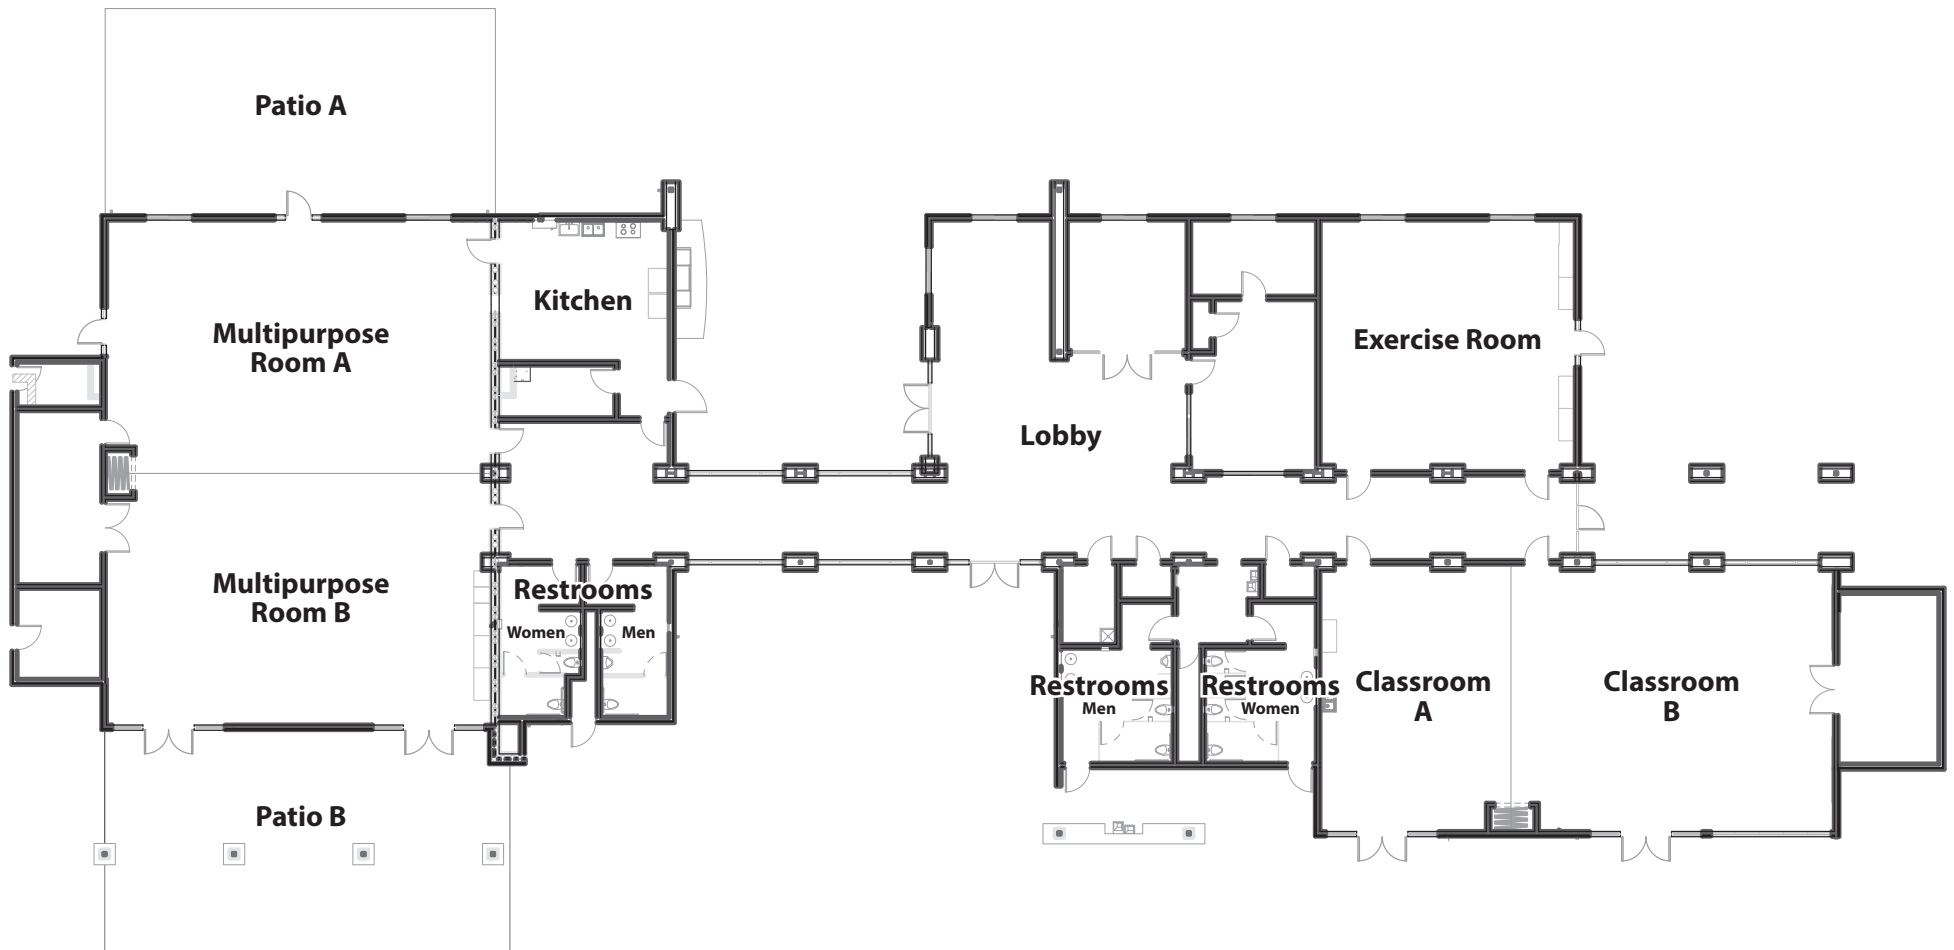 Patio A
Multipurpose
Room A
Kitchen
Exercise Room
Lobby
Multipurpose
Room B
Restrooms
Women
Men
Restrooms
Men
Restrooms
Women
Classroom
A
Classroom
B
Patio B